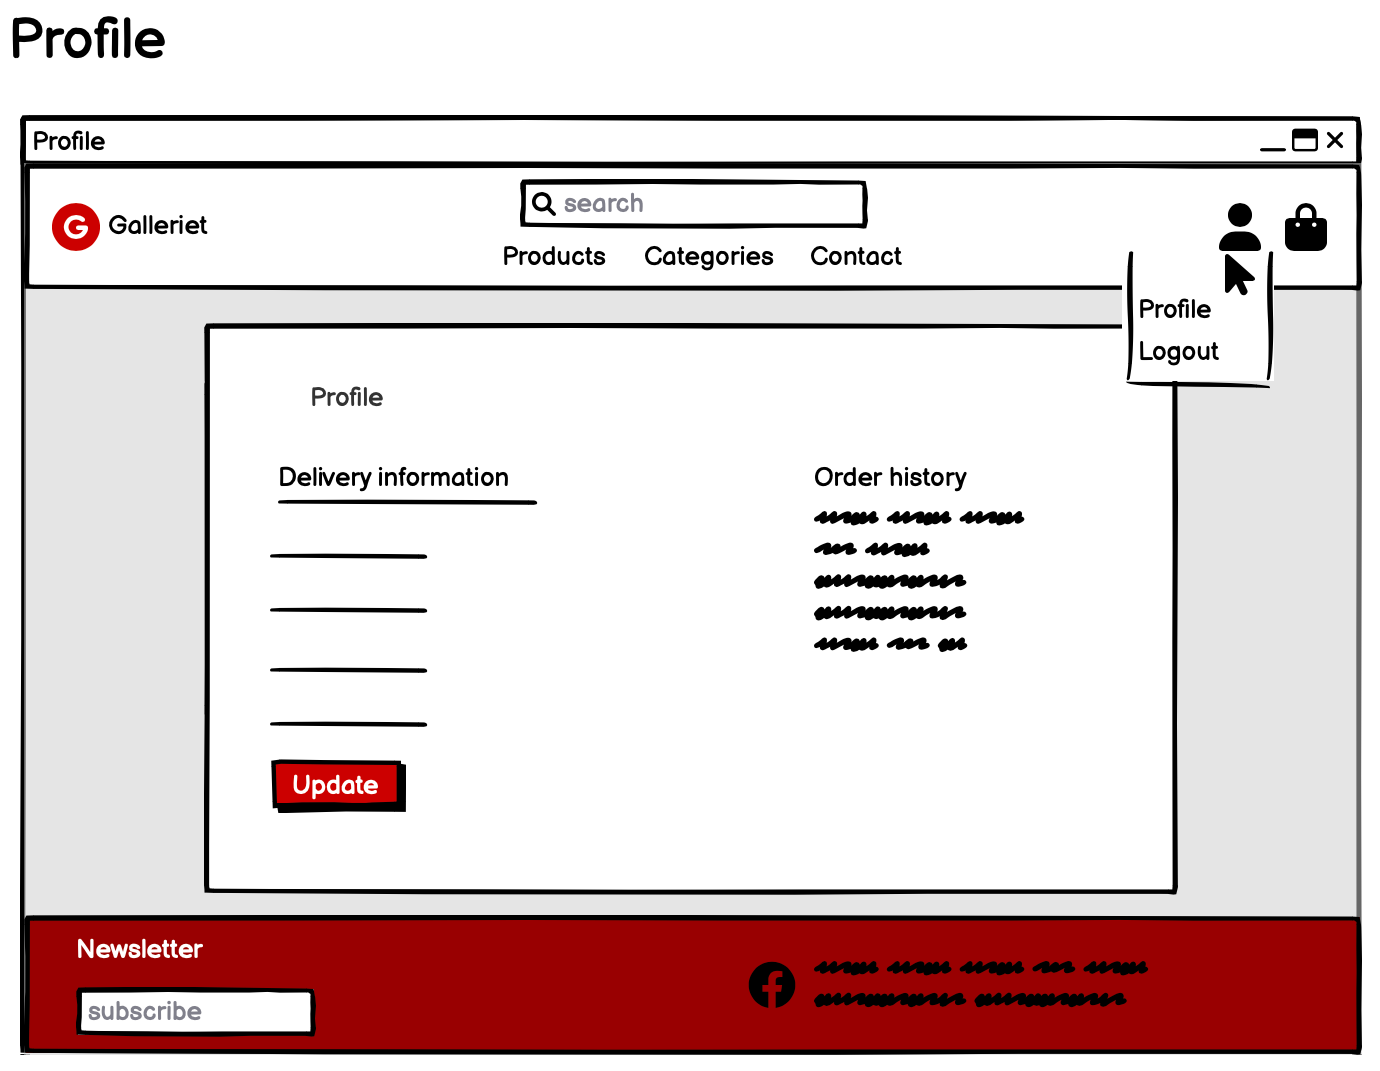 Profile
Profile
search
G Galleriet
Products Categories Contact
Profile
Logout
Profile
Delivery information
Order history
Update
Newsletter
subscribe